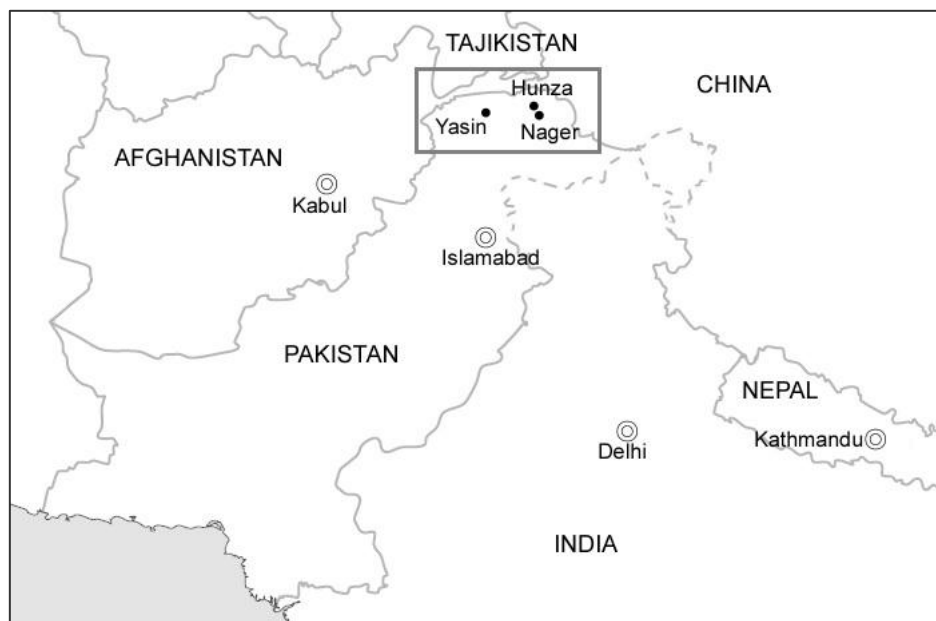 TAJIKISTAN
CHINA
Hunza
Yasin
Nager
AFGHANISTAN
Kabul
Islamabad
PAKISTAN
NEPAL
Kathmandu
Delhi
INDIA